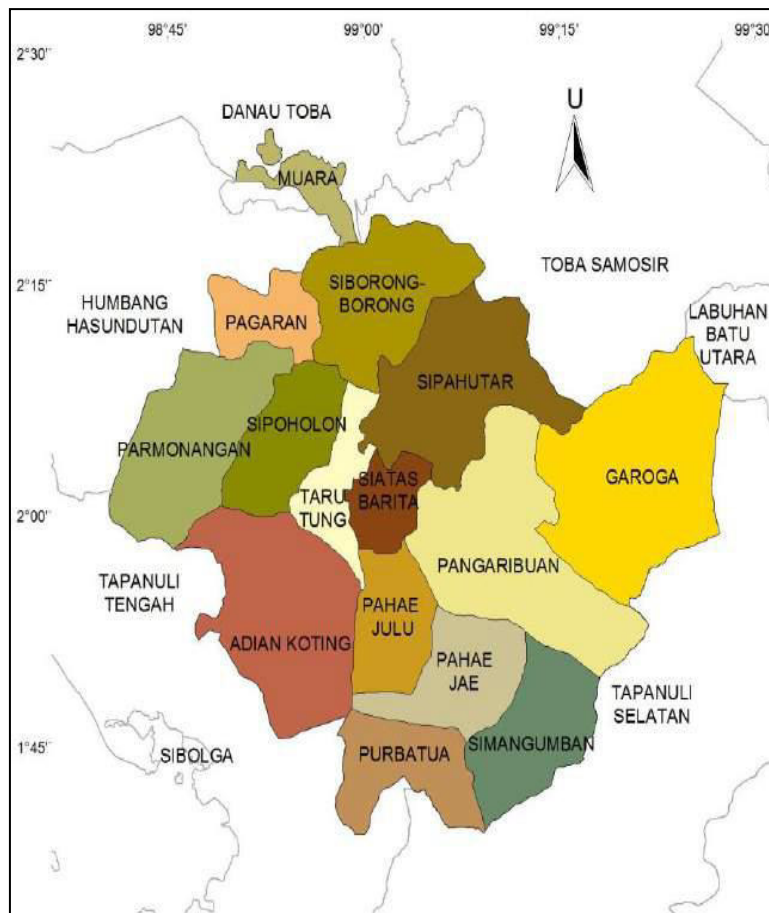 98°45'
99°00'
99°15'
99°30
2°30''
U
DANAU TOBA
MUARA
TOBA SAMOSIR
2°15''
SIBORONG-
BORONG
HUMBANG
HASUNDUTAN
PAGARAN
LABUHAN
BATU
UTARA
SIPAHUTAR
SIPOHOLON
PARMONANGAN
SIATAS
BARITA
GAROGA
TARU
TUNG
2°00''
PANGARIBUAN
TAPANULI
TENGAH
PAHAE
JULU
ADIAN KOTING
PAHAE
JAE
TAPANULI
SELATAN
1°45''
SIBOLGA
PURBATUA
SIMANGUMBAN